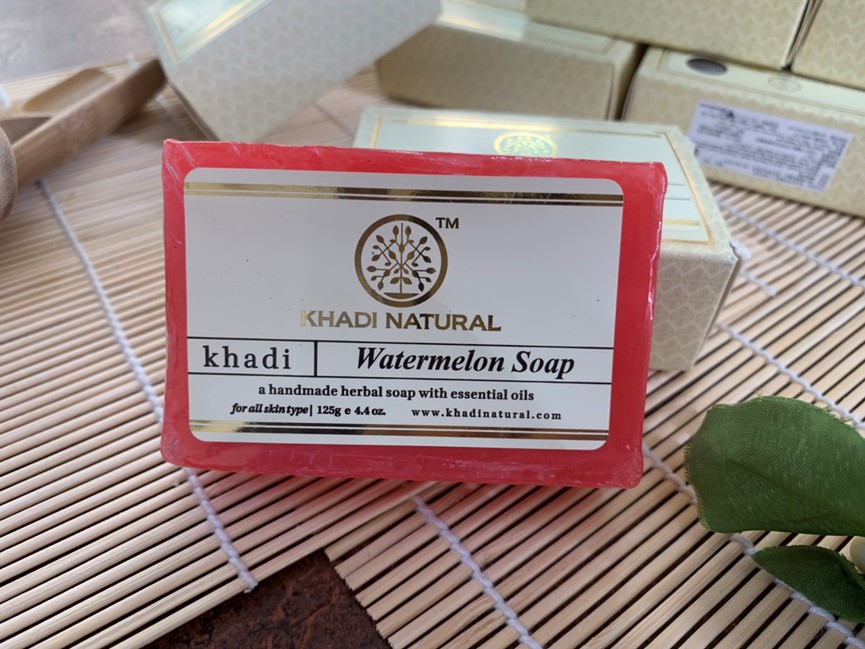 TM
KHADI NATURAL
khadi | Watermelon Soap
a handmade herbal soap with essential oils
for all skin type| 125g e 4.4 oz. www.khadinatural.com